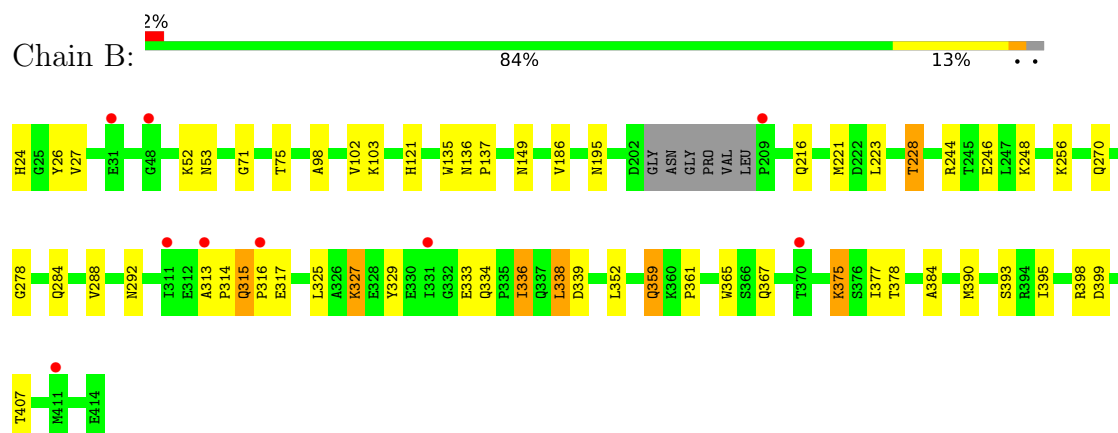 2%
Chain B:
84% 13% • •
H24 G25 Y26 V27 E31 G48 K52 N53 G71 T75 A98 V102 K103 H121 W135 N136 P137 N149 V186 N195 D202 GLY ASN GLY PRO VAL LEU P209 Q216 M221 D222 L223 T228 R244 T245 E246 L247 K248 K256 Q270
G278 Q284 V288 N292 I311 E312 A313 P314 Q315 P316 E317 L325 A326 K327 E328 Y329 E330 I331 G332 E333 Q334 P335 I336 Q337 L338 D339 L352 Q359 K360 P361 W365 S366 Q367 T370 K375 S376 I377 T378 A384 M390 S393 R394 I395 R398 D399
T407 M411 E414